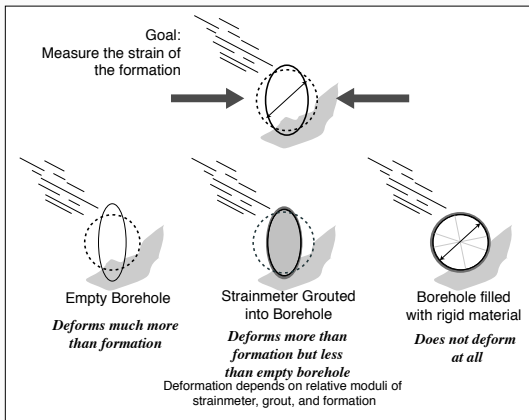 Goal:
Measure the strain of
the formation
Empty Borehole
Deforms much more
than formation
Strainmeter Grouted
into Borehole
Deforms more than
formation but less
than empty borehole
Deformation depends on relative moduli of
strainmeter, grout, and formation
Borehole filled
with rigid material
Does not deform
at all